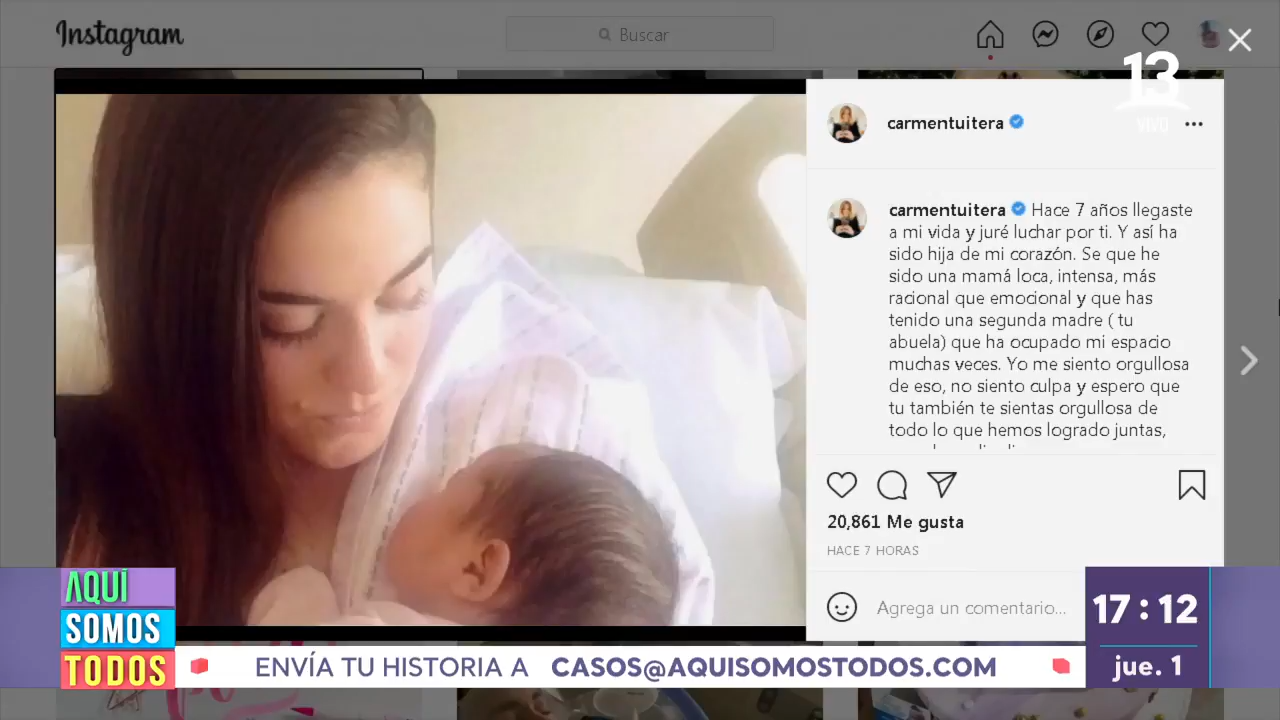 Instagram
Buscar
13
VIVO
carmentuitera
carmentuitera Hace 7 años llegaste
a mi vida y juré luchar por ti. Y así ha
sido hija de mi corazón. Se que he
sido una mamá loca, intensa, más
racional que emocional y que has
tenido una segunda madre ( tu
abuela) que ha ocupado mi espacio
muchas veces. Yo me siento orgullosa
de eso, no siento culpa y espero que
tu también te sientas orgullosa de
todo lo que hemos logrado juntas,
20,861 Me gusta
HACE 7 HORAS
Agrega un comentario...
AQUÍ
SOMOS
TODOS
ENVÍA TU HISTORIA A CASOS@AQUISOMOSTODOS.COM
17:12
jue. 1